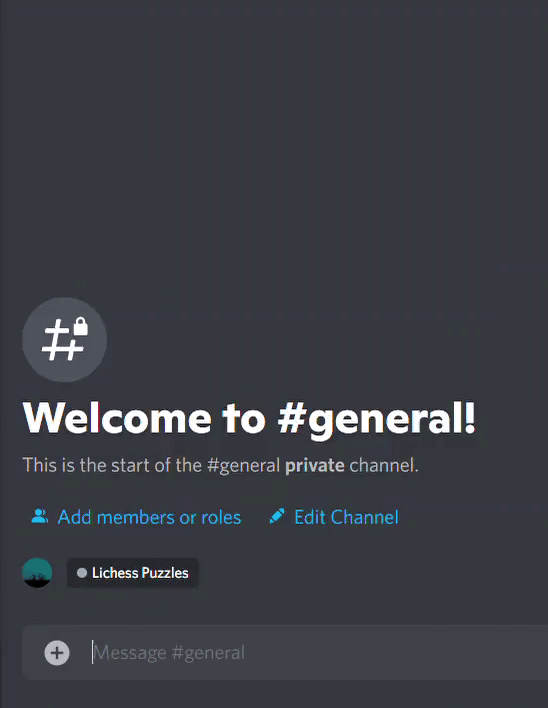 Welcome to #general!
This is the start of the #general private channel.
Add members or roles Edit Channel
Lichess Puzzles
Message #general